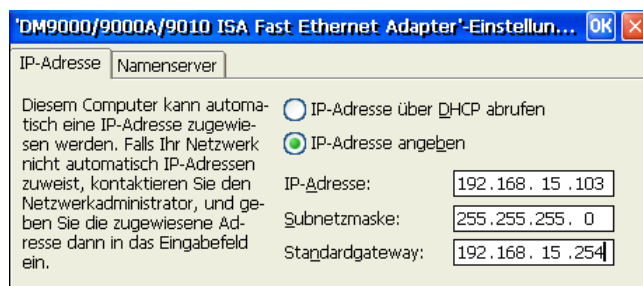 'DM9000/9000A/9010 ISA Fast Ethernet Adapter'-Einstellun... OK
IP-Adresse Namenserver
Diesem Computer kann automa-
tisch eine IP-Adresse zugewie-
sen werden. Falls Ihr Netzwerk
nicht automatisch IP-Adressen
zuweist, kontaktieren Sie den
Netzwerkadministrator, und ge-
ben Sie die zugewiesene Ad-
resse dann in das Eingabefeld
ein.
IP-Adresse über DHCP abrufen
IP-Adresse angeben
IP-Adresse: 192.168. 15 .103
Subnetzmaske: 255.255.255. 0
Standardgateway: 192.168. 15 .254